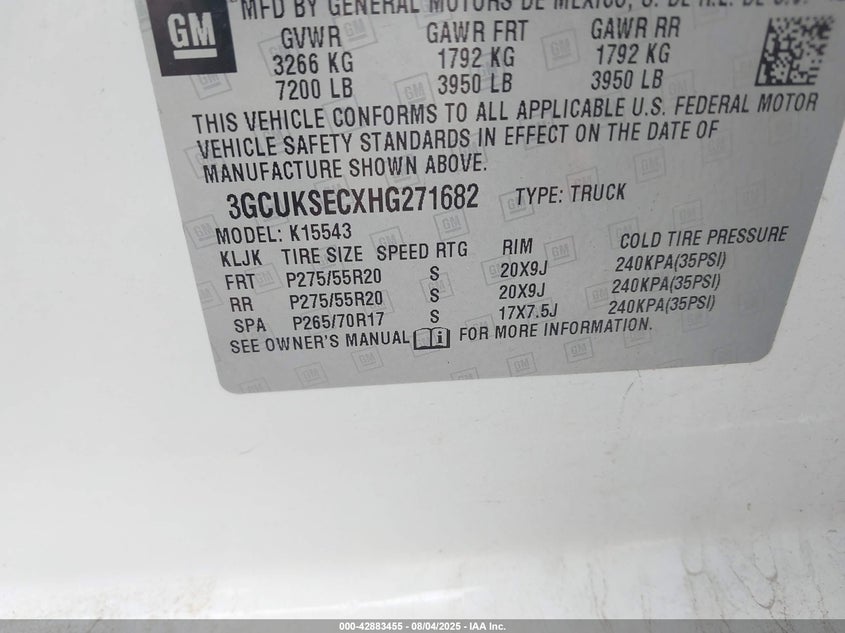 MFD BY GENERAL MOTORS DE MEXICO, S. DE R.L. DE C.V.
GM
GVWR GAWR FRT GAWR RR
3266 KG 1792 KG 1792 KG
7200 LB 3950 LB 3950 LB
THIS VEHICLE CONFORMS TO ALL APPLICABLE U.S. FEDERAL MOTOR
VEHICLE SAFETY STANDARDS IN EFFECT ON THE DATE OF
MANUFACTURE SHOWN ABOVE.
3GCUKSECXHG271682 TYPE: TRUCK
MODEL: K15543
KLJK TIRE SIZE SPEED RTG RIM COLD TIRE PRESSURE
FRT P275/55R20 S 20X9J 240KPA(35PSI)
RR P275/55R20 S 20X9J 240KPA(35PSI)
SPA P265/70R17 S 17X7.5J 240KPA(35PSI)
SEE OWNER'S MANUAL i FOR MORE INFORMATION.
000-42883455 - 08/04/2025 - IAA Inc.